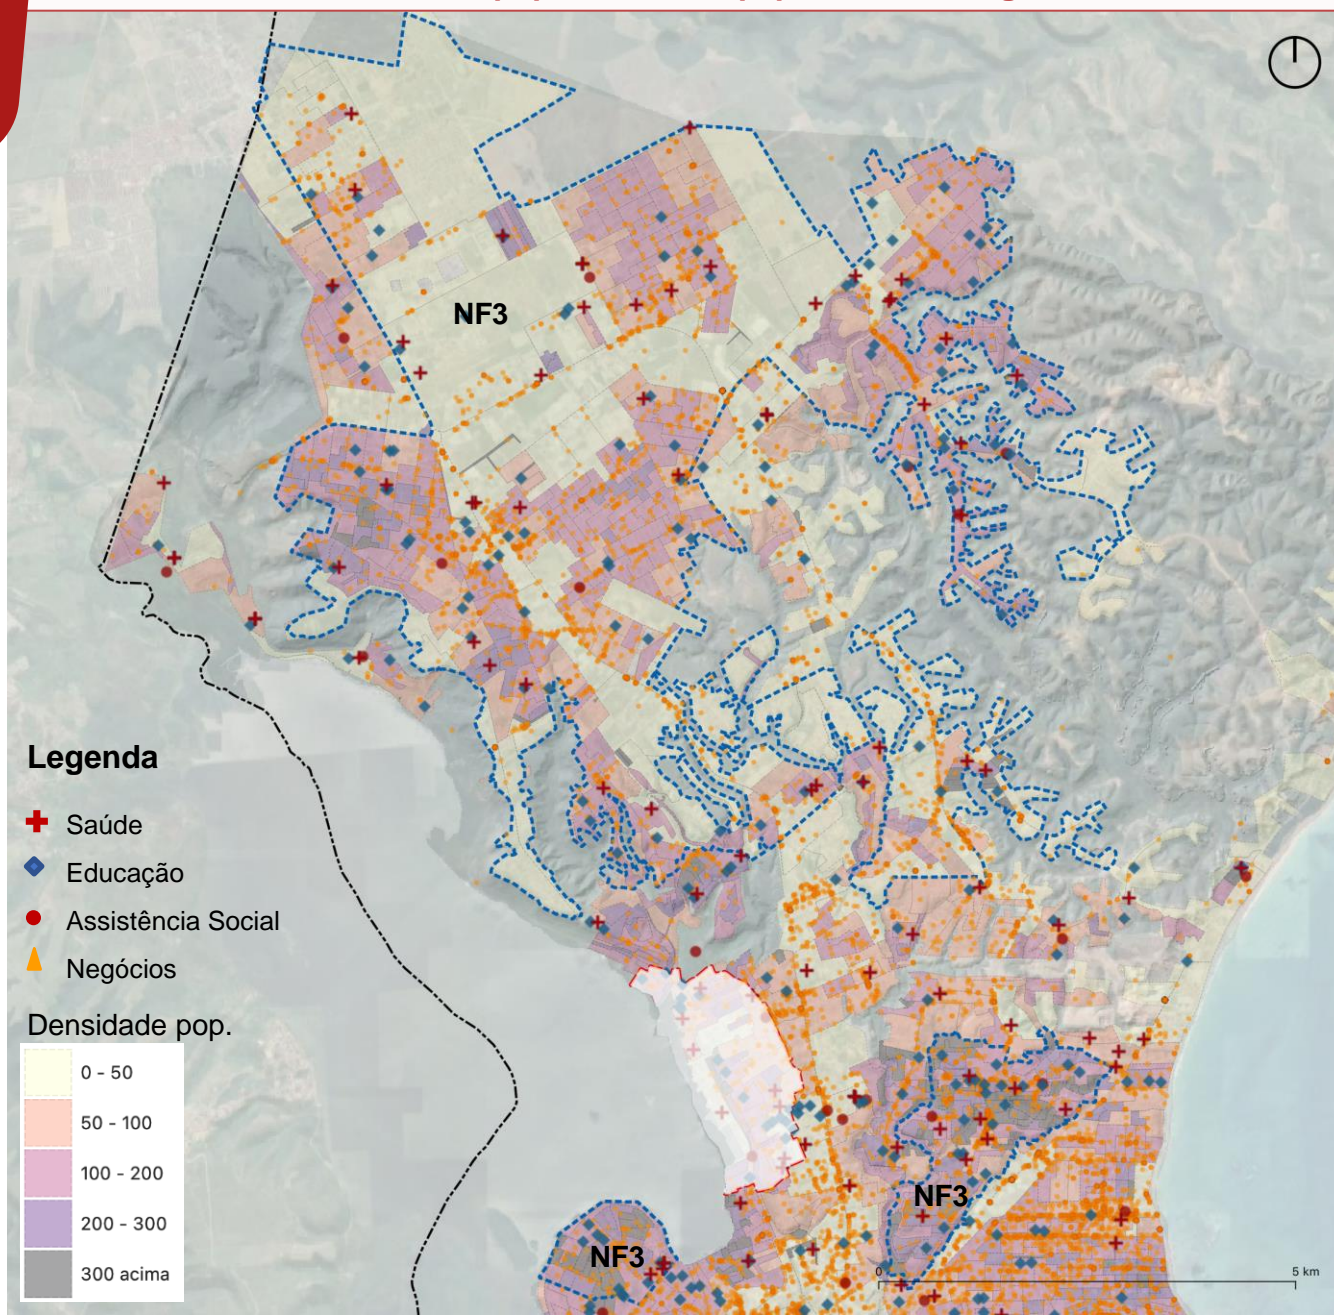 NF3
NF3
NF3
Legenda
Saúde
Educação
Assistência Social
Negócios
Densidade pop.
0 - 50
50 - 100
100 - 200
200 - 300
300 acima
0
5 km